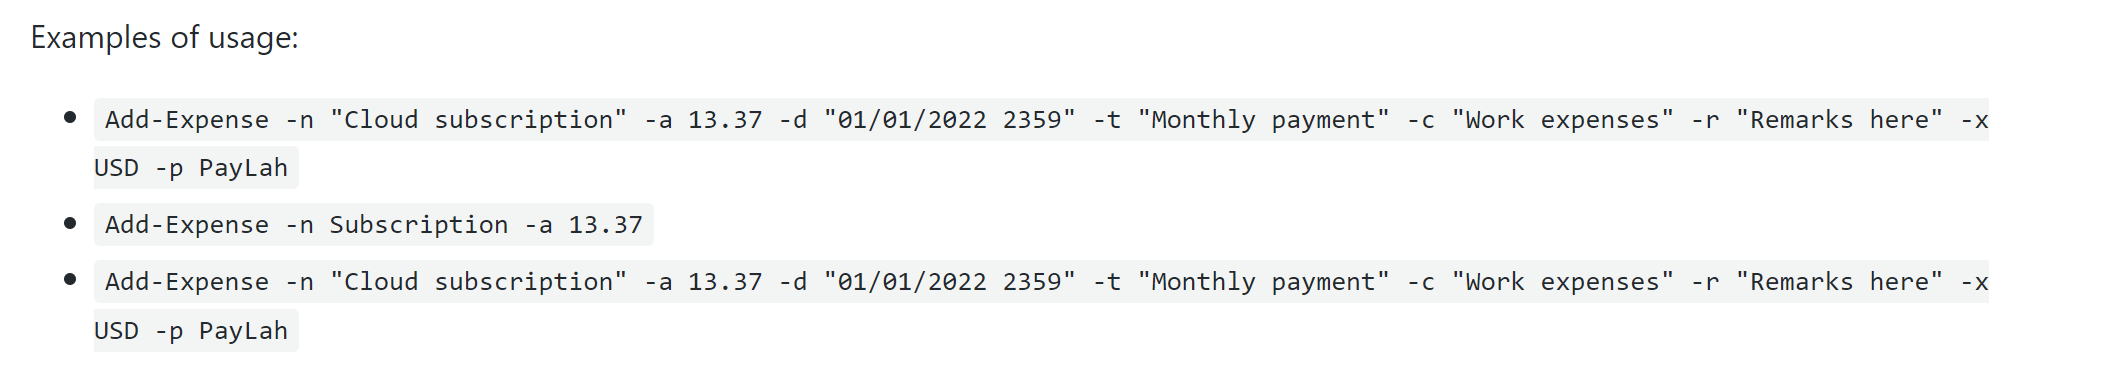 Examples of usage:
Add-Expense -n "Cloud subscription" -a 13.37 -d "01/01/2022 2359" -t "Monthly payment" -c "Work expenses" -r "Remarks here" -x
USD -p PayLah
Add-Expense -n Subscription -a 13.37
Add-Expense -n "Cloud subscription" -a 13.37 -d "01/01/2022 2359" -t "Monthly payment" -c "Work expenses" -r "Remarks here" -x
USD -p PayLah